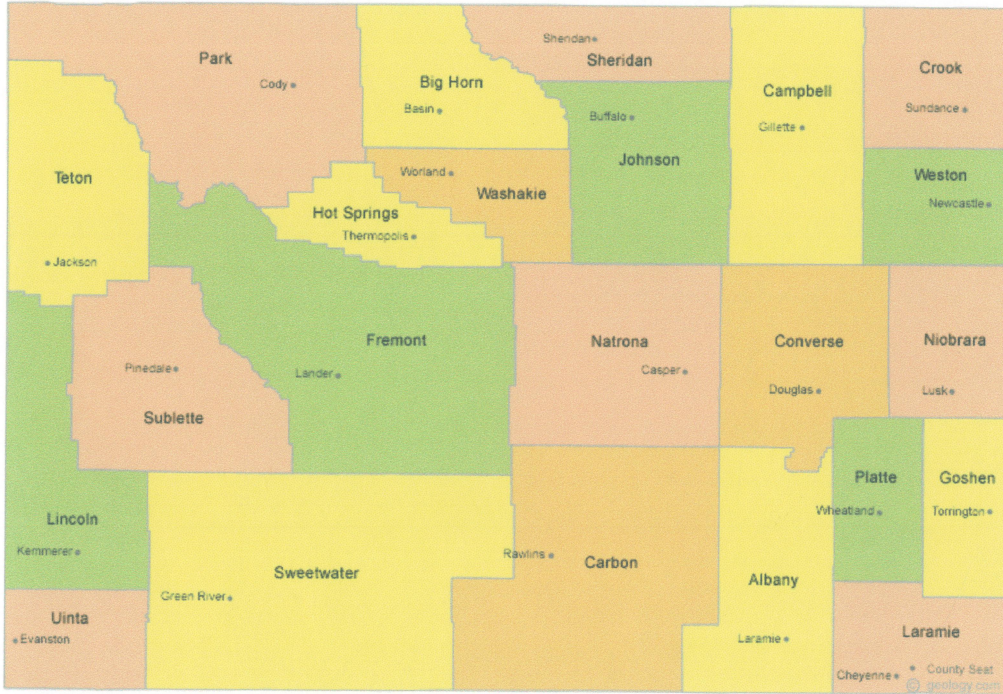 Sheridan
Sheridan
Park
Crook
Big Horn
Cody
Campbell
Basin
Sundance
Buffalo
Gillette
Johnson
Worland
Teton
Washakie
Weston
Newcastle
Hot Springs
Thermopolis
Jackson
Fremont
Natrona
Converse
Niobrara
Pinedale
Lander
Casper
Douglas
Lusk
Sublette
Platte
Goshen
Wheatland
Torrington
Lincoln
Kemmerer
Rawlins
Carbon
Sweetwater
Albany
Green River
Uinta
Evanston
Laramie
Laramie
Cheyenne
County Seat
© geology.com